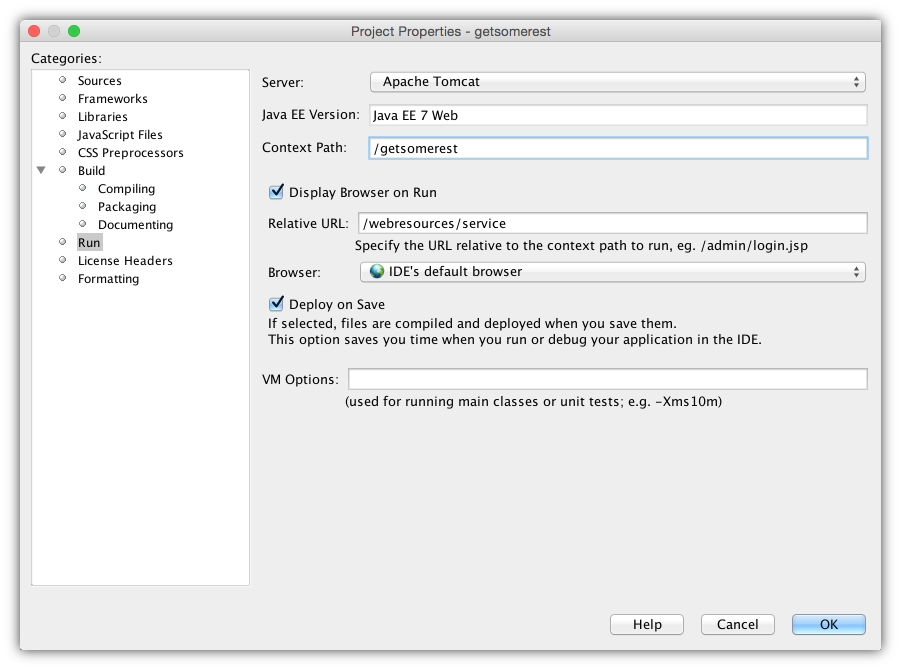 Project Properties - getsomerest
Categories:
Sources
Frameworks
Libraries
JavaScript Files
CSS Preprocessors
Build
Compiling
Packaging
Documenting
Run
License Headers
Formatting
Server: Apache Tomcat
Java EE Version: Java EE 7 Web
Context Path: /getsomerest
Display Browser on Run
Relative URL: /webresources/service
Specify the URL relative to the context path to run, eg. /admin/login.jsp
Browser: IDE's default browser
Deploy on Save
If selected, files are compiled and deployed when you save them.
This option saves you time when you run or debug your application in the IDE.
VM Options:
(used for running main classes or unit tests; e.g. -Xms10m)
Help Cancel OK